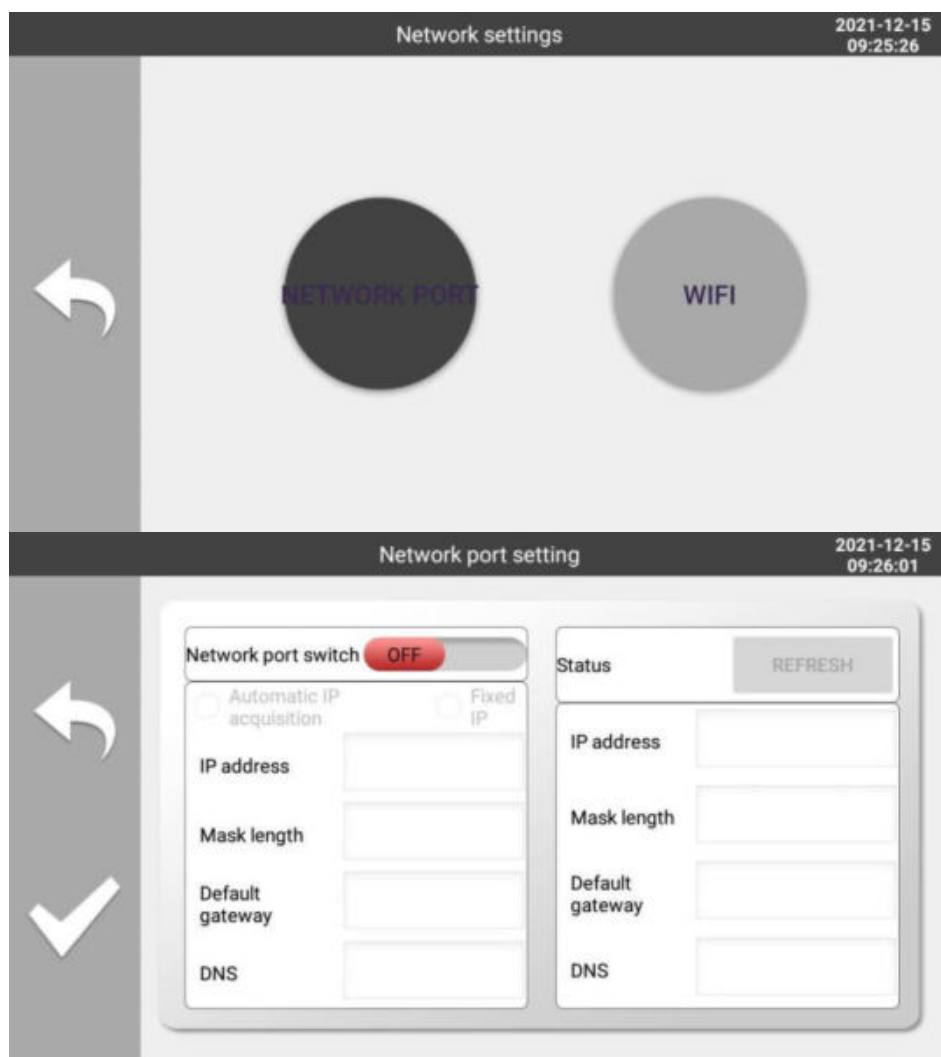 Network settings
2021-12-15
09:25:26
NETWORK PORT
WIFI
Network port setting
2021-12-15
09:26:01
Network port switch
OFF
Automatic IP
acquisition
Fixed
IP
IP address
Mask length
Default
gateway
DNS
Status
REFRESH
IP address
Mask length
Default
gateway
DNS